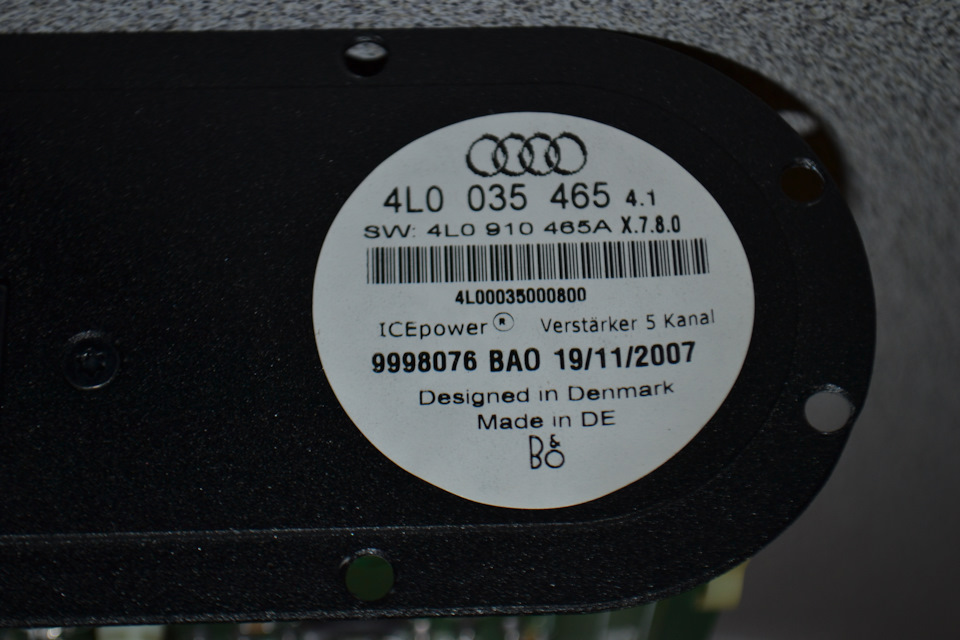 4L0 035 465 4.1
SW: 4L0 910 465A X.7.8.0
4L00035000800
ICEpower® Verstärker 5 Kanal
9998076 BAO 19/11/2007
Designed in Denmark
Made in DE
B&O